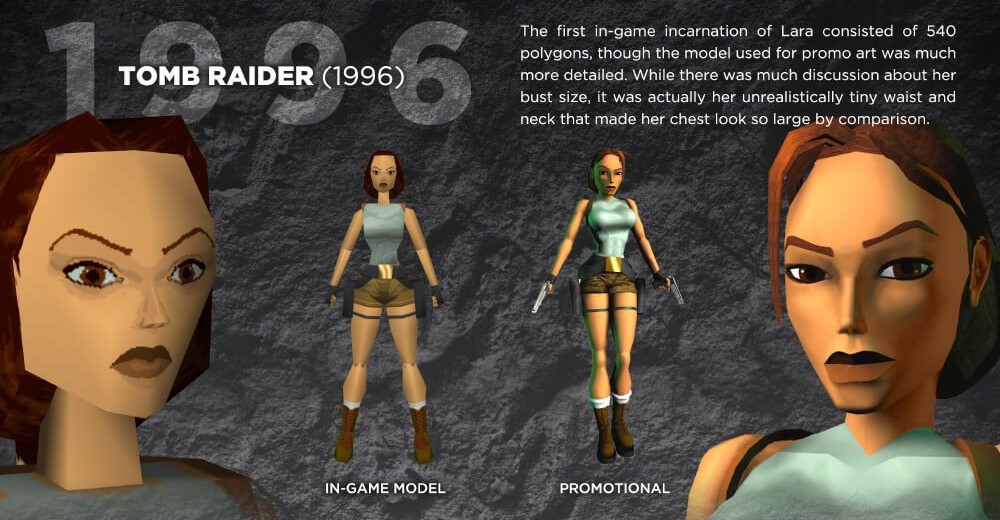 1996
TOMB RAIDER (1996)
The first in-game incarnation of Lara consisted of 540
polygons, though the model used for promo art was much
more detailed. While there was much discussion about her
bust size, it was actually her unrealistically tiny waist and
neck that made her chest look so large by comparison.
IN-GAME MODEL
PROMOTIONAL